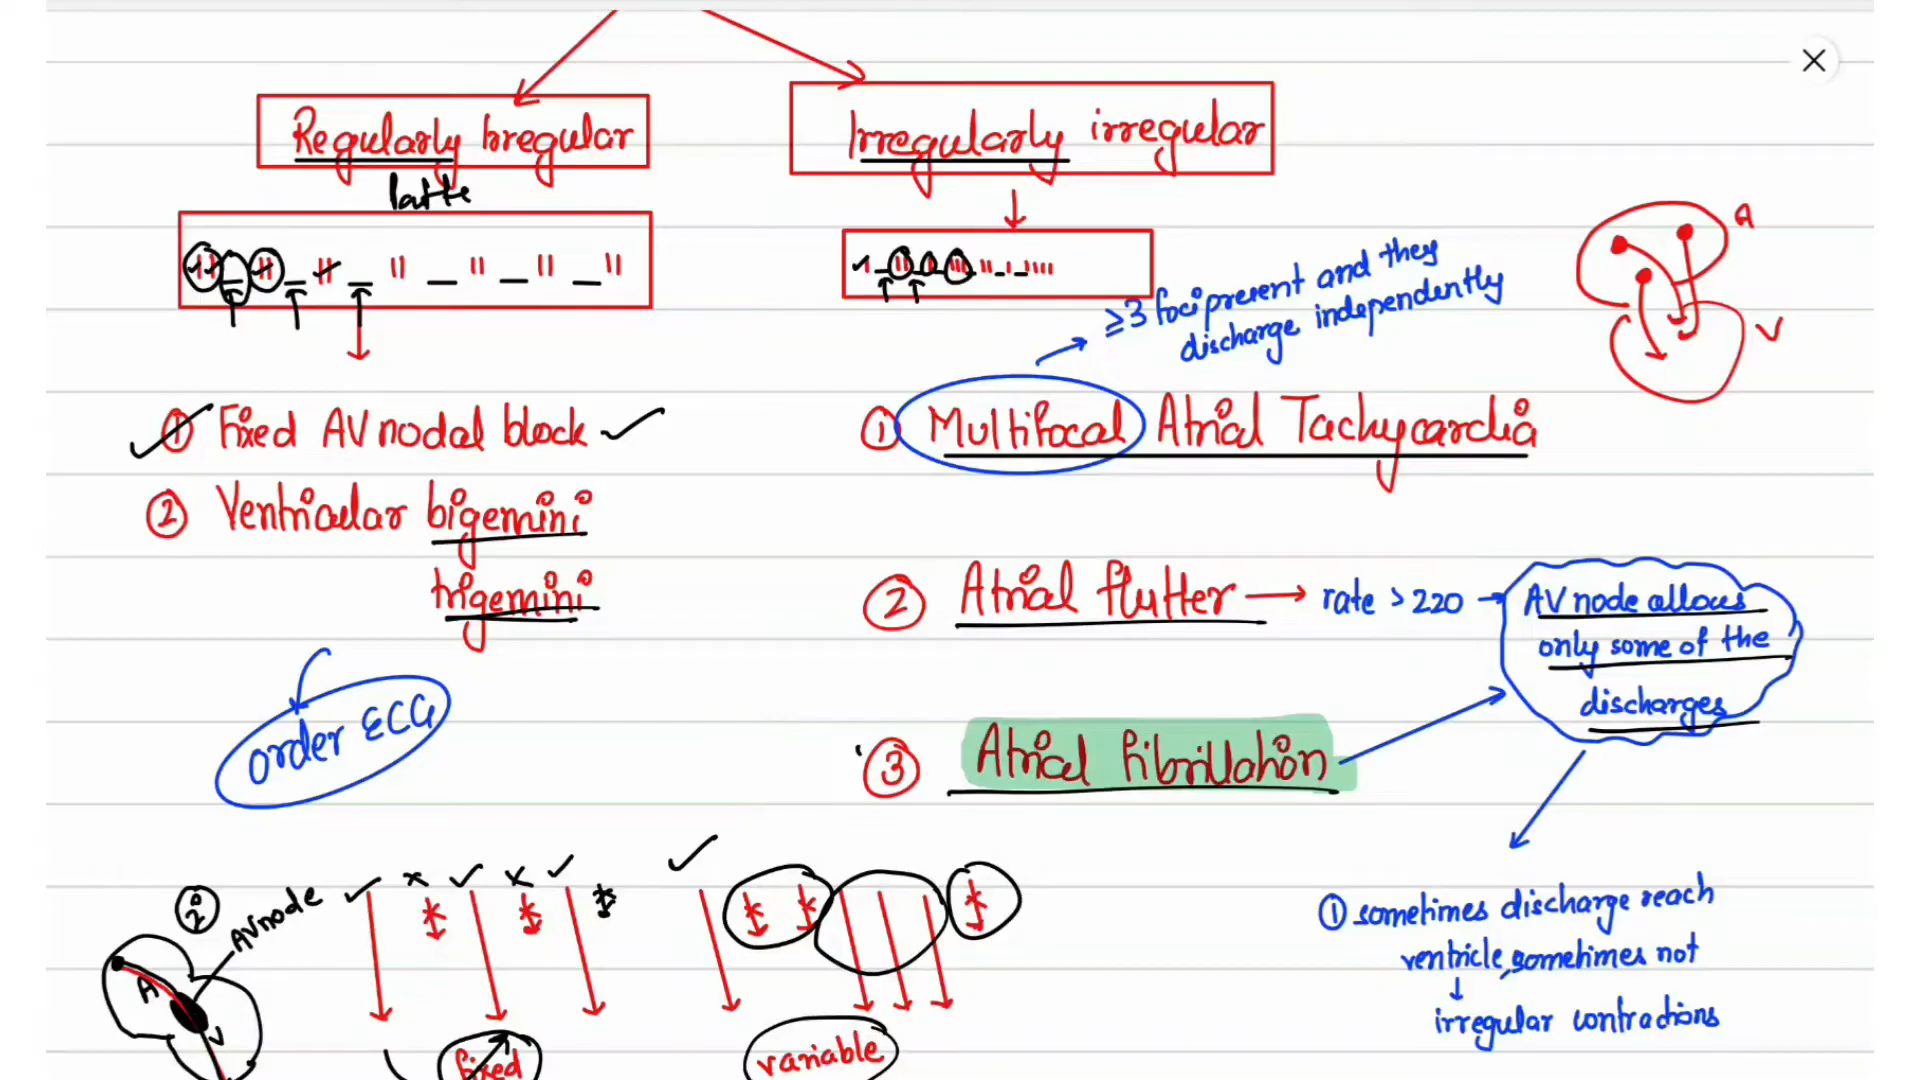 Regularly Irregular
Irregularly irregular
latte
A
V
≥3 foci present and they
discharge independently
① Fixed AV nodal block
① Multifocal Atrial Tachycardia
② Ventricular bigemini
trigemini
② Atrial flutter → rate > 220 → AV node allows
only some of the
discharges
order ECG
③ Atrial fibrillation
AV node
A
V
① sometimes discharge reach
ventricle, sometimes not
↓
irregular contractions
fixed
variable